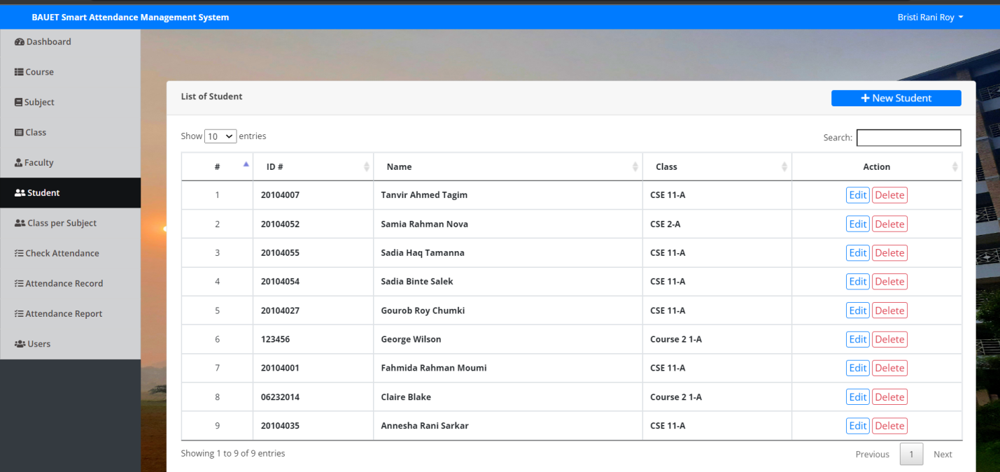 BAUET Smart Attendance Management System Bristi Rani Roy
Dashboard
Course
Subject
Class
Faculty
Student
Class per Subject
Check Attendance
Attendance Record
Attendance Report
Users
List of Student + New Student
Show 10 entries Search:
# ID # Name Class Action
1 20104007 Tanvir Ahmed Tagim CSE 11-A Edit Delete
2 20104052 Samia Rahman Nova CSE 2-A Edit Delete
3 20104055 Sadia Haq Tamanna CSE 11-A Edit Delete
4 20104054 Sadia Binte Salek CSE 11-A Edit Delete
5 20104027 Gourob Roy Chumki CSE 11-A Edit Delete
6 123456 George Wilson Course 2 1-A Edit Delete
7 20104001 Fahmida Rahman Moumi CSE 11-A Edit Delete
8 06232014 Claire Blake Course 2 1-A Edit Delete
9 20104035 Annesha Rani Sarkar CSE 11-A Edit Delete
Showing 1 to 9 of 9 entries Previous 1 Next